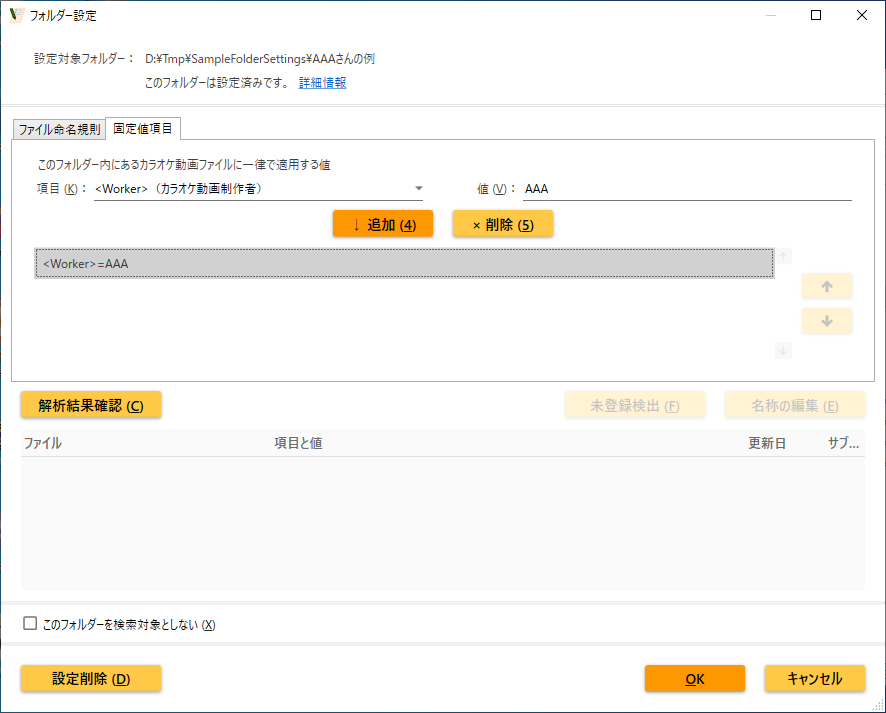 フォルダー設定
設定対象フォルダー： D:¥Tmp¥SampleFolderSettings¥AAAさんの例
このフォルダーは設定済みです。 詳細情報
ファイル命名規則 固定値項目
このフォルダー内にあるカラオケ動画ファイルに一律で適用する値
項目 (K)： <Worker>（カラオケ動画制作者） 値 (V)： AAA
↓ 追加 (4) × 削除 (5)
<Worker>=AAA
解析結果確認 (C) 未登録検出 (F) 名称の編集 (E)
ファイル 項目と値 更新日 サブ...
このフォルダーを検索対象としない (X)
設定削除 (D) OK キャンセル